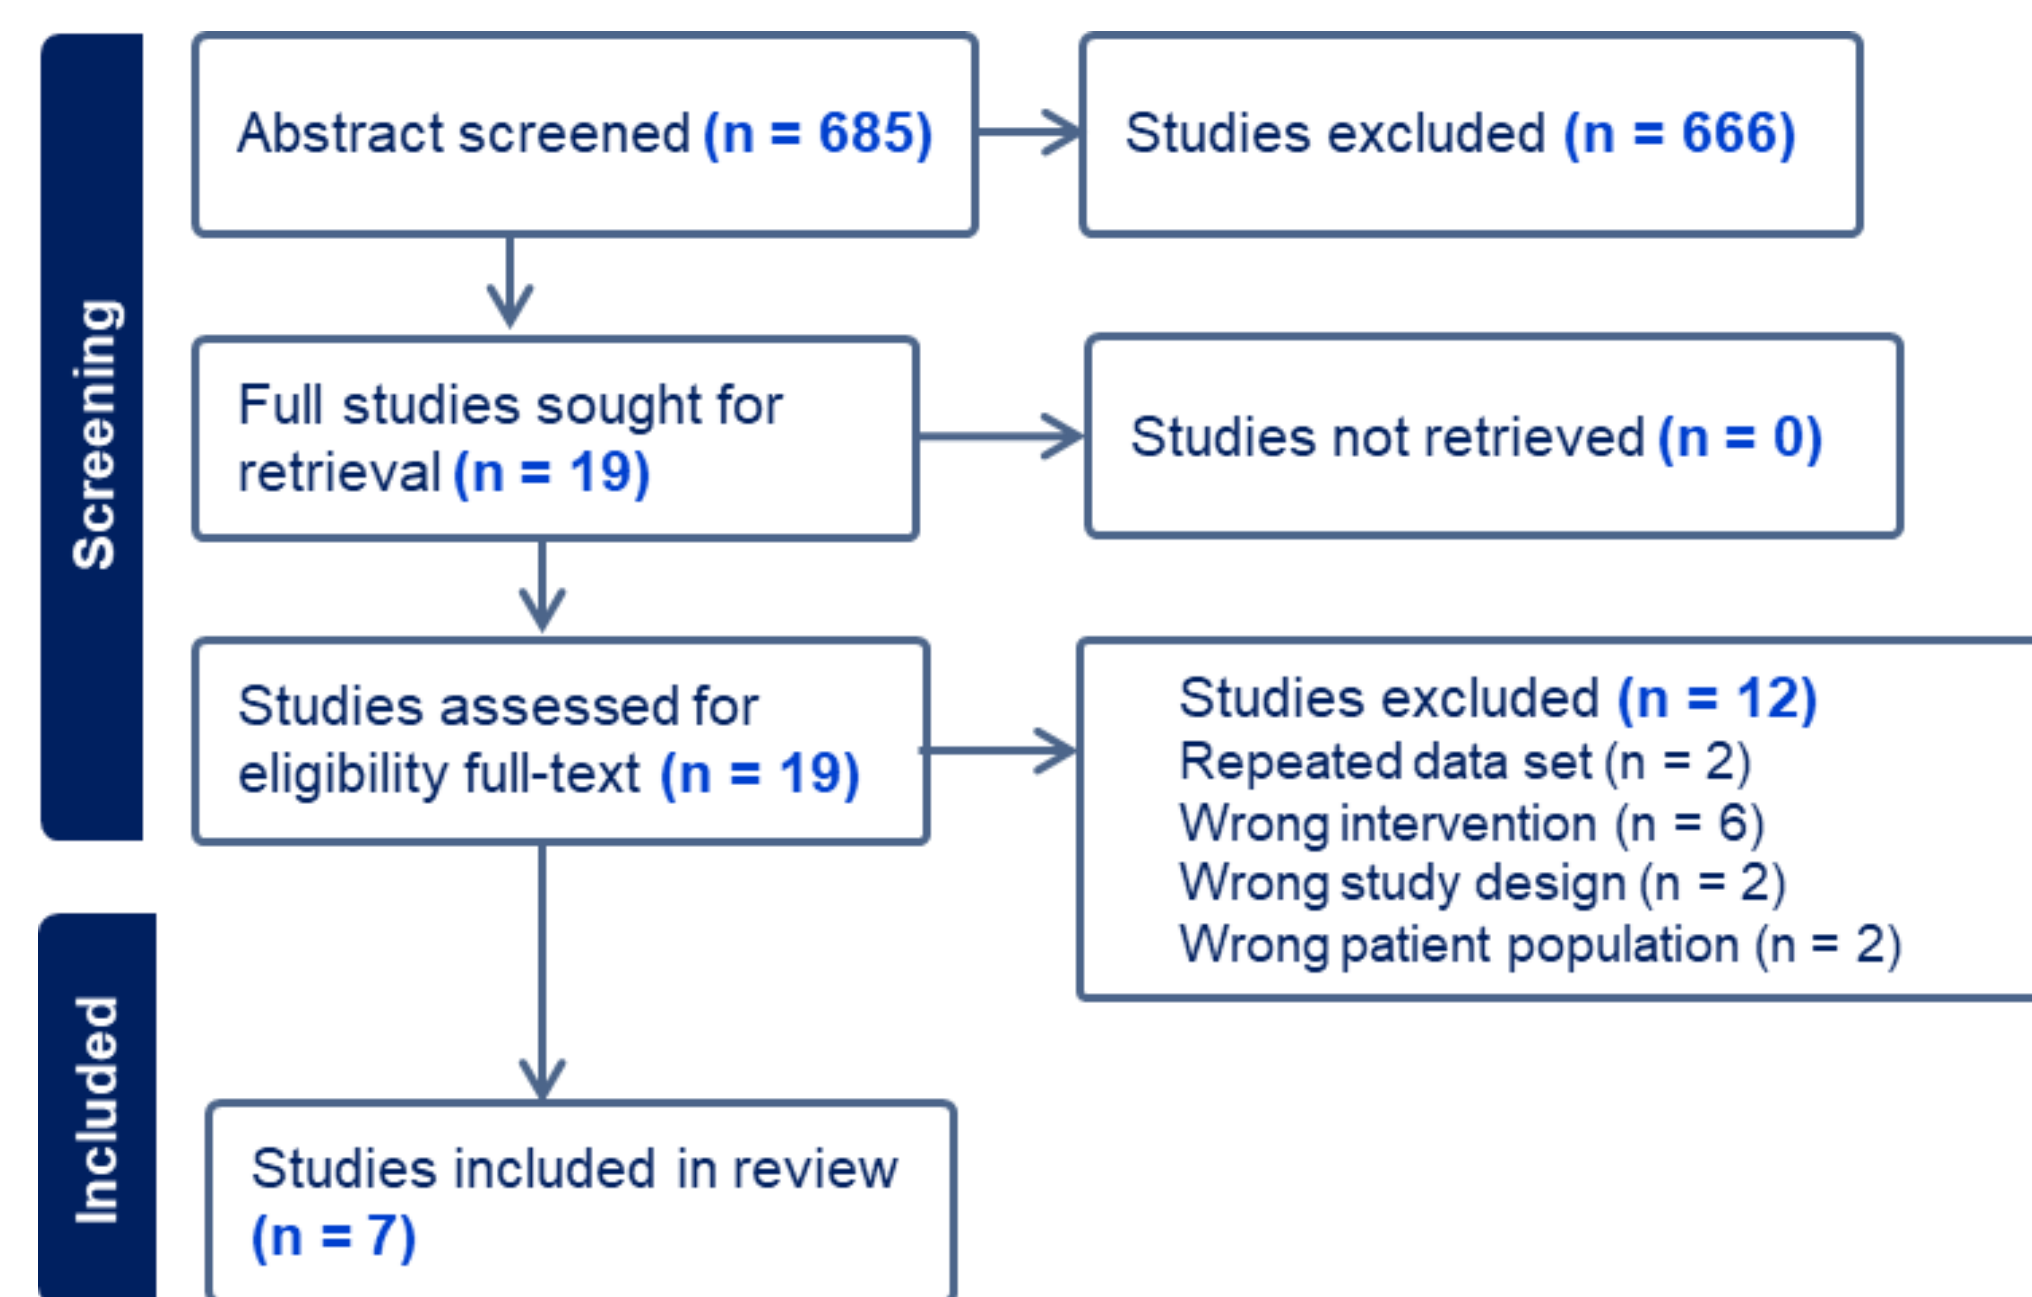 Screening
Abstract screened (n = 685)
Studies excluded (n = 666)
Full studies sought for
retrieval (n = 19)
Studies not retrieved (n = 0)
Studies assessed for
eligibility full-text (n = 19)
Studies excluded (n = 12)
Repeated data set (n = 2)
Wrong intervention (n = 6)
Wrong study design (n = 2)
Wrong patient population (n = 2)
Included
Studies included in review
(n = 7)